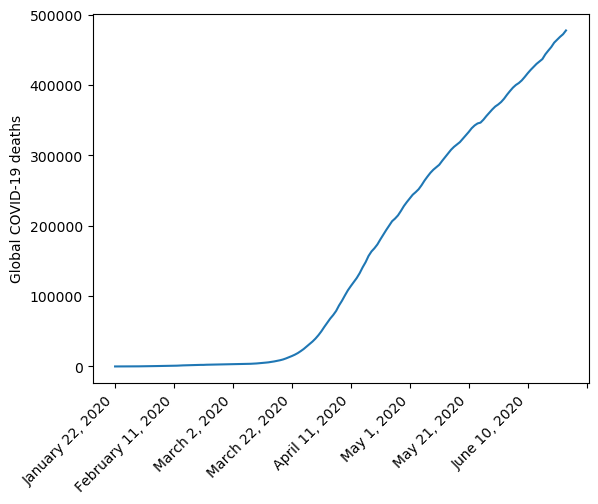 Global COVID-19 deaths
500000
400000
300000
200000
100000
0
January 22, 2020
February 11, 2020
March 2, 2020
March 22, 2020
April 11, 2020
May 1, 2020
May 21, 2020
June 10, 2020